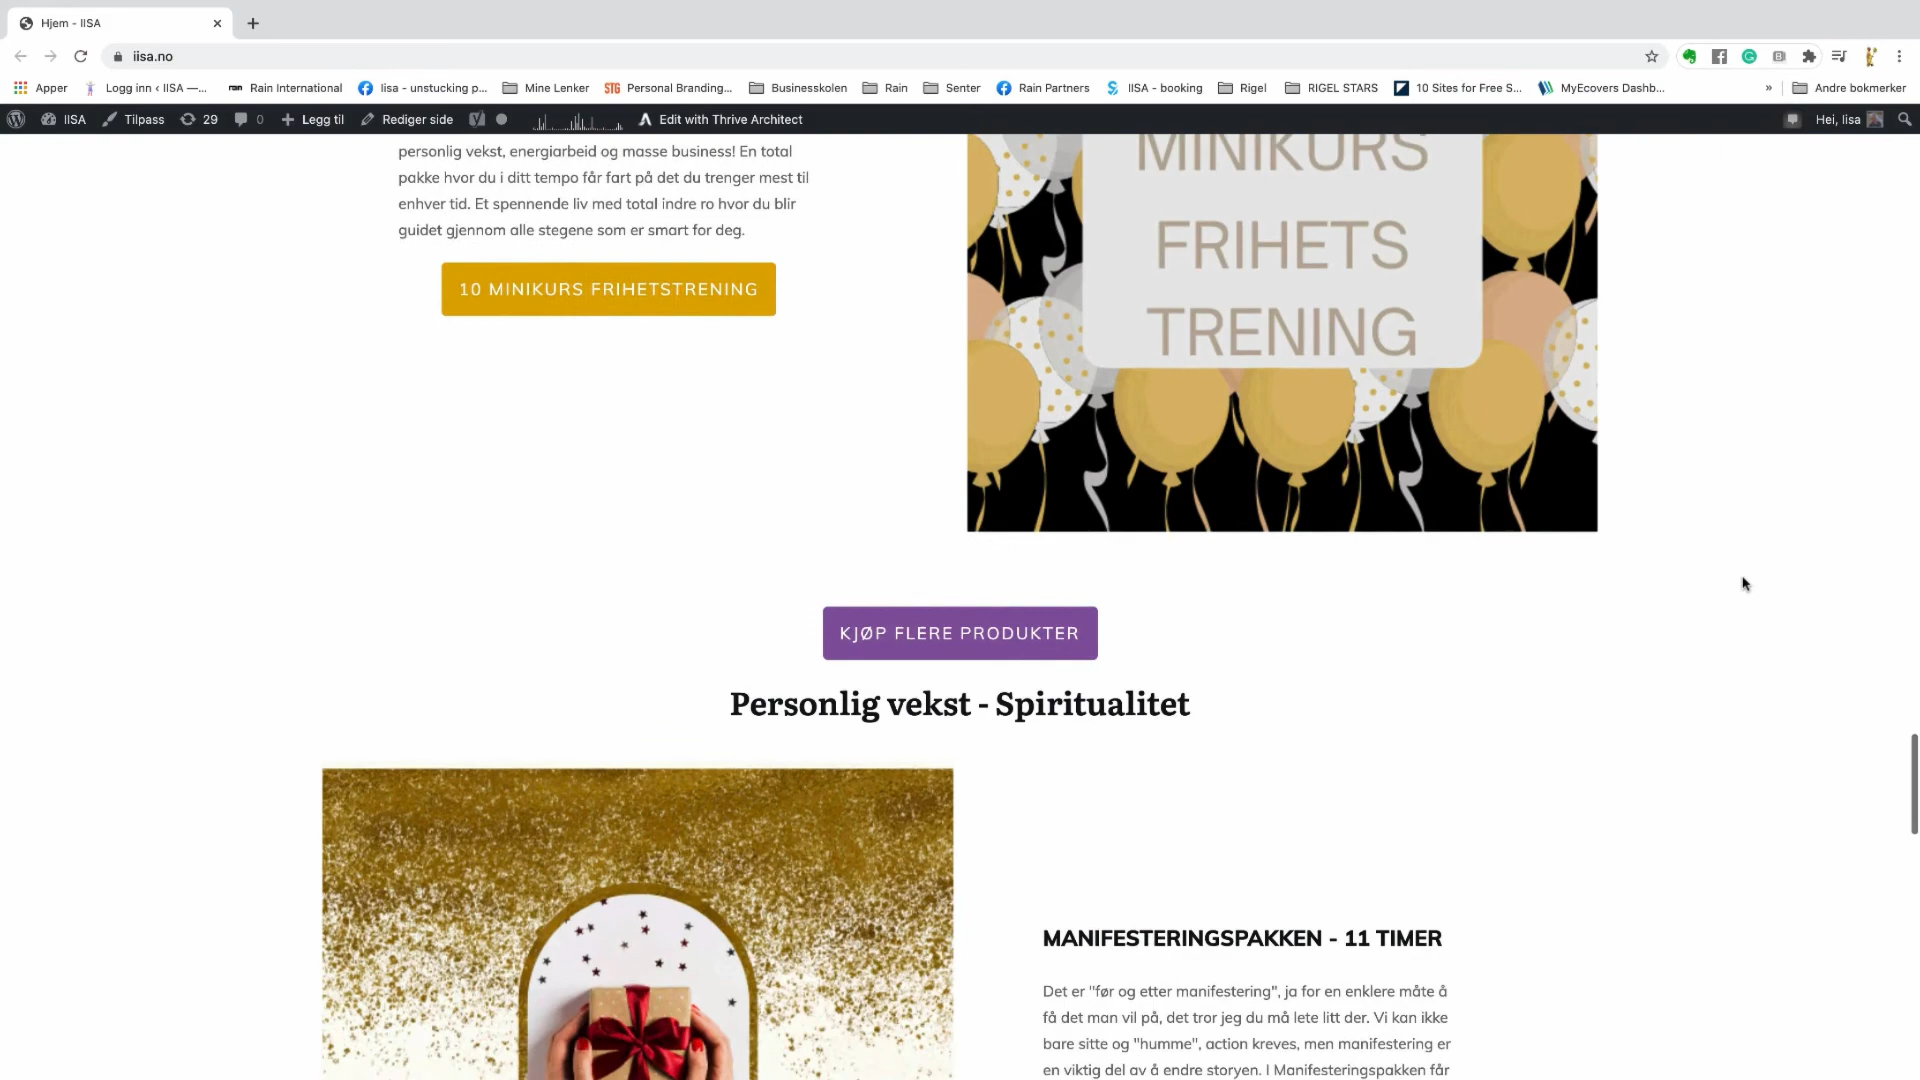 Hjem - IISA
iisa.no
Apper
Logg inn ‹ IISA —...
Rain International
Iisa - unstucking p...
Mine Lenker
STG
Personal Branding...
Businesskolen
Rain
Senter
Rain Partners
IISA - booking
Rigel
RIGEL STARS
10 Sites for Free S...
MyEcovers Dashb...
»
Andre bokmerker
IISA
Tilpass
29
0
Legg til
Rediger side
Edit with Thrive Architect
Hei, Iisa
personlig vekst, energiarbeid og masse business! En total
pakke hvor du i ditt tempo får fart på det du trenger mest til
enhver tid. Et spennende liv med total indre ro hvor du blir
guidet gjennom alle stegene som er smart for deg.
10 MINIKURS FRIHETSTRENING
MINIKURS
FRIHETS
TRENING
KJØP FLERE PRODUKTER
Personlig vekst - Spiritualitet
MANIFESTERINGSPAKKEN - 11 TIMER
Det er "før og etter manifestering", ja for en enklere måte å
få det man vil på, det tror jeg du må lete litt der. Vi kan ikke
bare sitte og "humme", action kreves, men manifestering er
en viktig del av å endre storyen. I Manifesteringspakken får